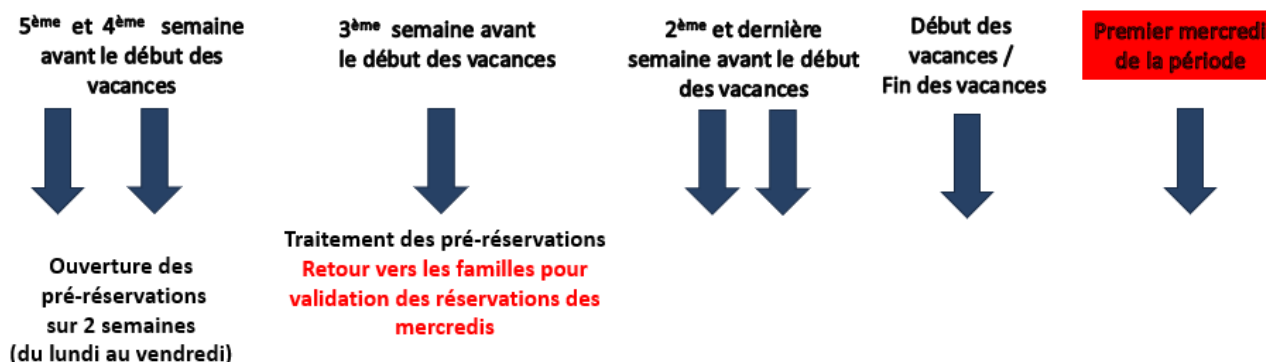 5ème et 4ème semaine
avant le début des
vacances
3ème semaine avant
le début des vacances
2ème et dernière
semaine avant le début
des vacances
Début des
vacances /
Fin des vacances
Premier mercredi
de la période
Ouverture des
pré-réservations
sur 2 semaines
(du lundi au vendredi)
Traitement des pré-réservations
Retour vers les familles pour
validation des réservations des
mercredis